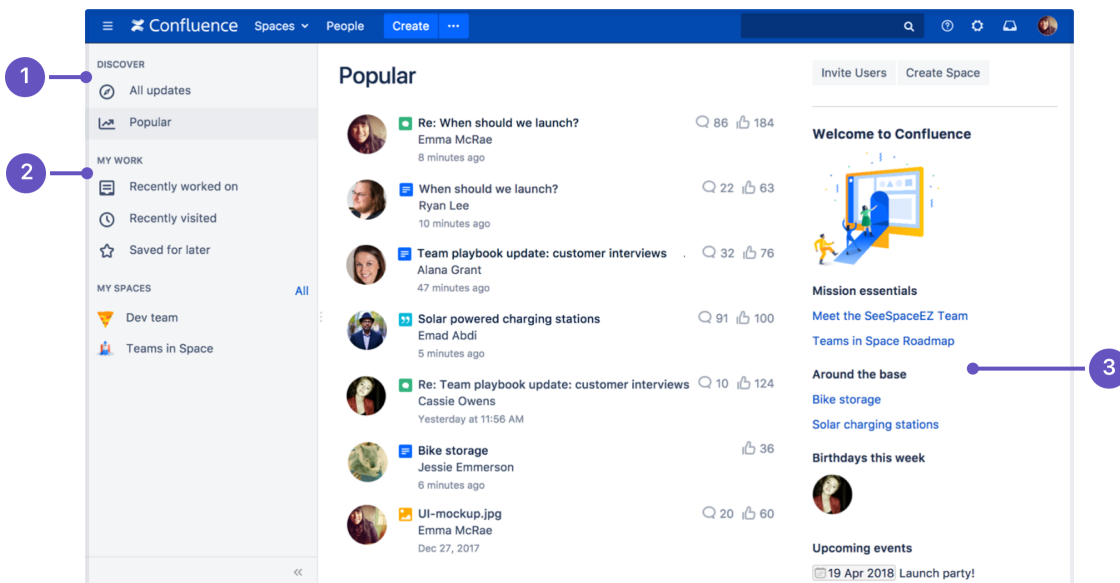 Confluence Spaces People Create ...
1
DISCOVER
All updates
Popular
2
MY WORK
Recently worked on
Recently visited
Saved for later
MY SPACES All
Dev team
Teams in Space
Popular
Re: When should we launch? 86 184
Emma McRae
8 minutes ago
When should we launch? 22 63
Ryan Lee
10 minutes ago
Team playbook update: customer interviews . 32 76
Alana Grant
47 minutes ago
Solar powered charging stations 91 100
Emad Abdi
5 minutes ago
Re: Team playbook update: customer interviews 10 124
Cassie Owens
Yesterday at 11:56 AM
Bike storage 36
Jessie Emmerson
6 minutes ago
UI-mockup.jpg 20 60
Emma McRae
Dec 27, 2017
Invite Users Create Space
Welcome to Confluence
Mission essentials
Meet the SeeSpaceEZ Team
Teams in Space Roadmap
Around the base
3
Bike storage
Solar charging stations
Birthdays this week
Upcoming events
19 Apr 2018 Launch party!